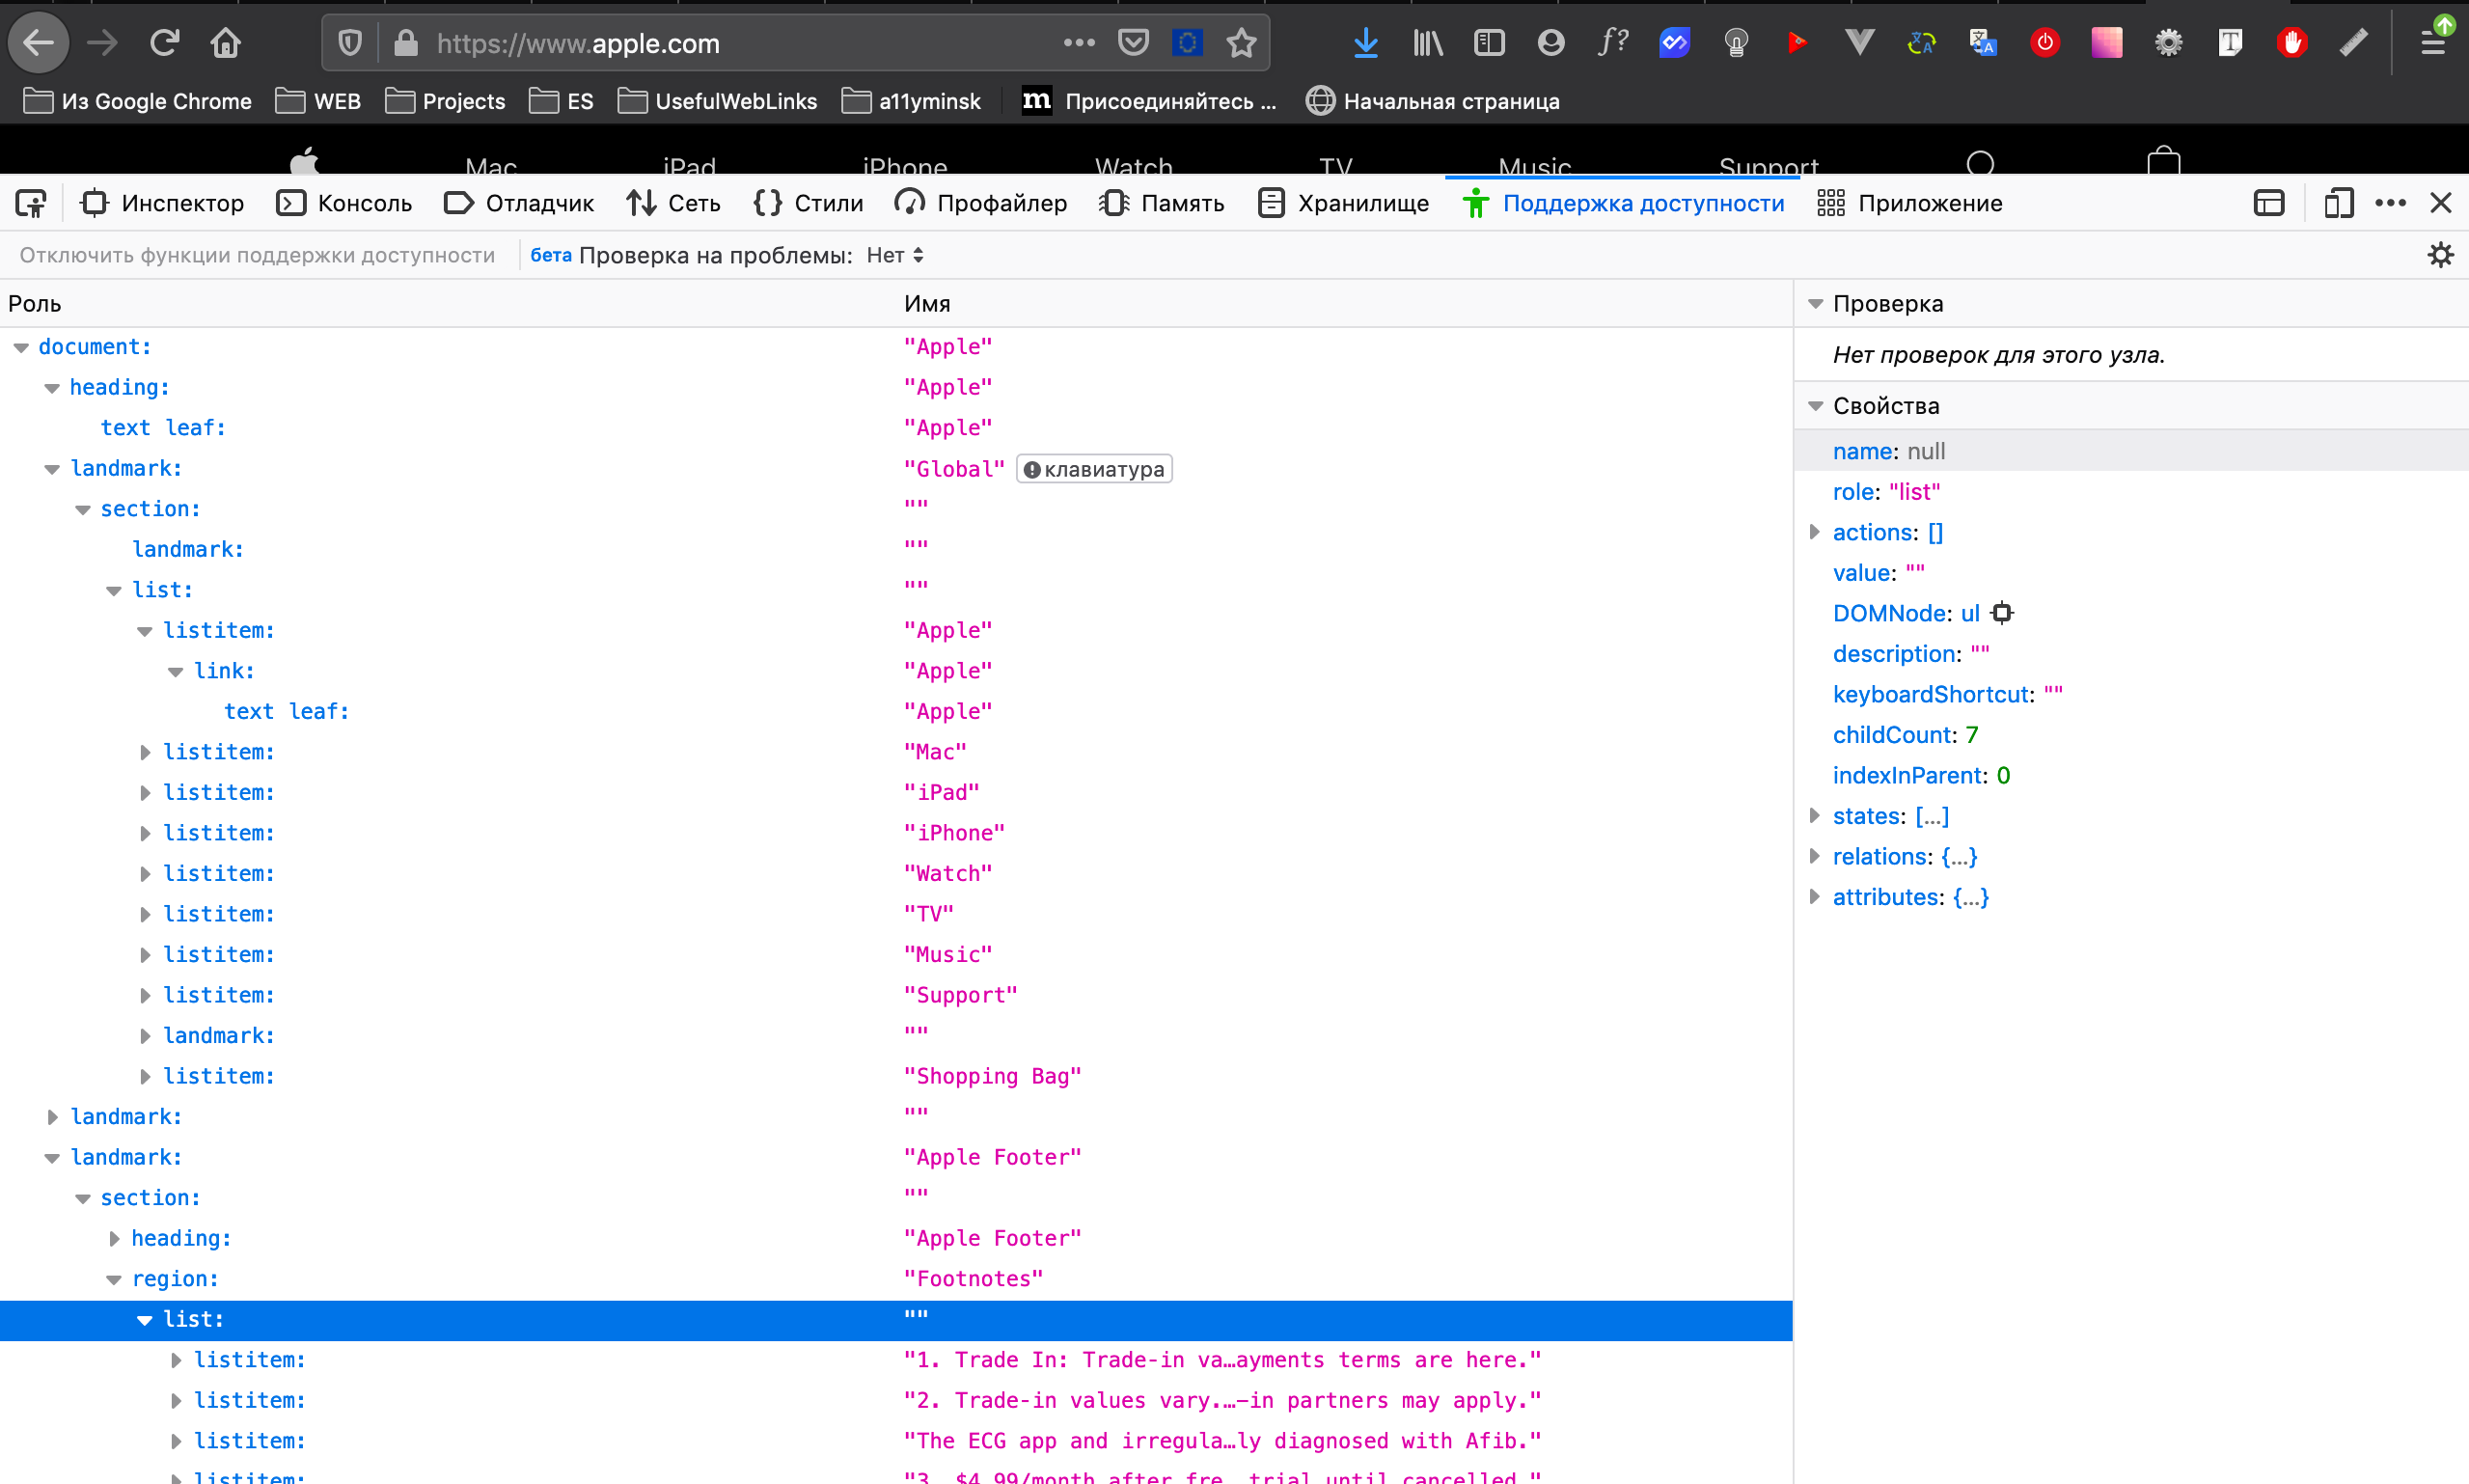 https://www.apple.com
Из Google Chrome WEB Projects ES UsefulWebLinks a11yminsk Присоединяйтесь ... Начальная страница
Mac iPad iPhone Watch TV Music Support
Инспектор Консоль Отладчик Сеть Стили Профайлер Память Хранилище Поддержка доступности Приложение
Отключить функции поддержки доступности бета Проверка на проблемы: Нет
Роль Имя
document: "Apple"
heading: "Apple"
text leaf: "Apple"
landmark: "Global" клавиатура
section: ""
landmark: ""
list: ""
listitem: "Apple"
link: "Apple"
text leaf: "Apple"
listitem: "Mac"
listitem: "iPad"
listitem: "iPhone"
listitem: "Watch"
listitem: "TV"
listitem: "Music"
listitem: "Support"
landmark: ""
listitem: "Shopping Bag"
landmark: ""
landmark: "Apple Footer"
section: ""
heading: "Apple Footer"
region: "Footnotes"
list: ""
listitem: "1. Trade In: Trade-in va…ayments terms are here."
listitem: "2. Trade-in values vary.…-in partners may apply."
listitem: "The ECG app and irregula…ly diagnosed with Afib."
listitem: "3. $4.99/month after fre… trial until cancelled."
Проверка
Нет проверок для этого узла.
Свойства
name: null
role: "list"
actions: []
value: ""
DOMNode: ul
description: ""
keyboardShortcut: ""
childCount: 7
indexInParent: 0
states: […]
relations: {…}
attributes: {…}